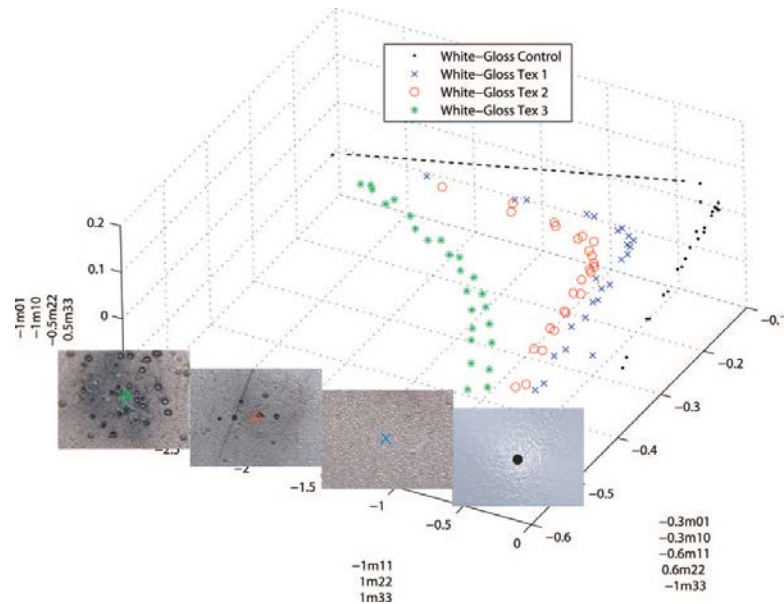 White−Gloss Control
White−Gloss Tex 1
White−Gloss Tex 2
White−Gloss Tex 3
0.2
0.1
0
−1m01
−1m10
−0.5m22
0.5m33
−0.1
−0.2
−0.3
−0.4
−0.5
−0.6
−2
−1.5
−1
−0.5
0
−0.3m01
−0.3m10
−0.6m11
0.6m22
−1m33
−1m11
1m22
1m33